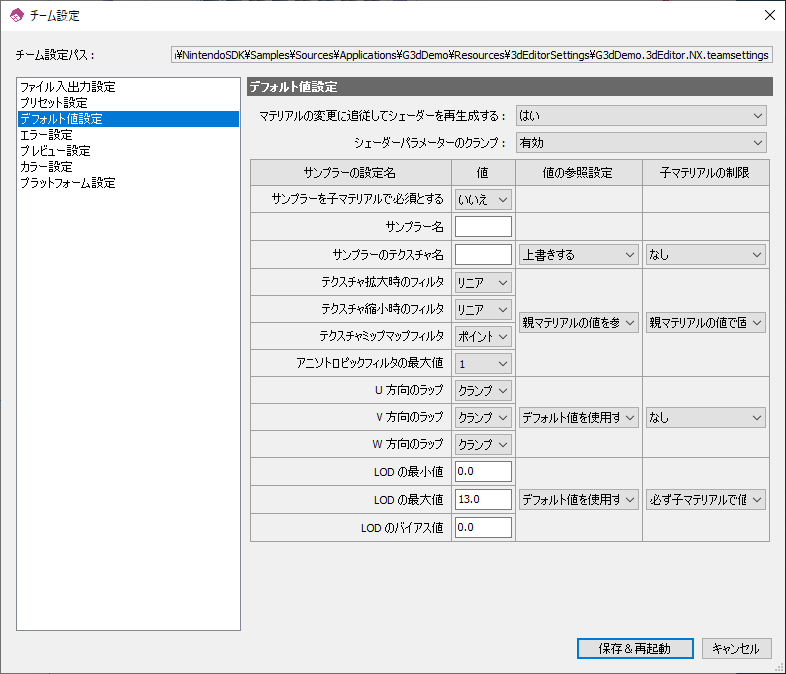 チーム設定
チーム設定パス：
¥NintendoSDK¥Samples¥Sources¥Applications¥G3dDemo¥Resources¥3dEditorSettings¥G3dDemo.3dEditor.NX.teamsettings
ファイル入出力設定
プリセット設定
デフォルト値設定
エラー設定
プレビュー設定
カラー設定
プラットフォーム設定
デフォルト値設定
マテリアルの変更に追従してシェーダーを再生成する： はい
シェーダーパラメーターのクランプ： 有効
サンプラーの設定名 値 値の参照設定 子マテリアルの制限
サンプラーを子マテリアルで必須とする いいえ
サンプラー名
サンプラーのテクスチャ名 上書きする なし
テクスチャ拡大時のフィルタ リニア
テクスチャ縮小時のフィルタ リニア
親マテリアルの値を参 親マテリアルの値で固
テクスチャミップマップフィルタ ポイント
アニソトロピックフィルタの最大値 1
U 方向のラップ クランプ
V 方向のラップ クランプ デフォルト値を使用す なし
W 方向のラップ クランプ
LOD の最小値 0.0
LOD の最大値 13.0 デフォルト値を使用す 必ず子マテリアルで値
LOD のバイアス値 0.0
保存＆再起動 キャンセル